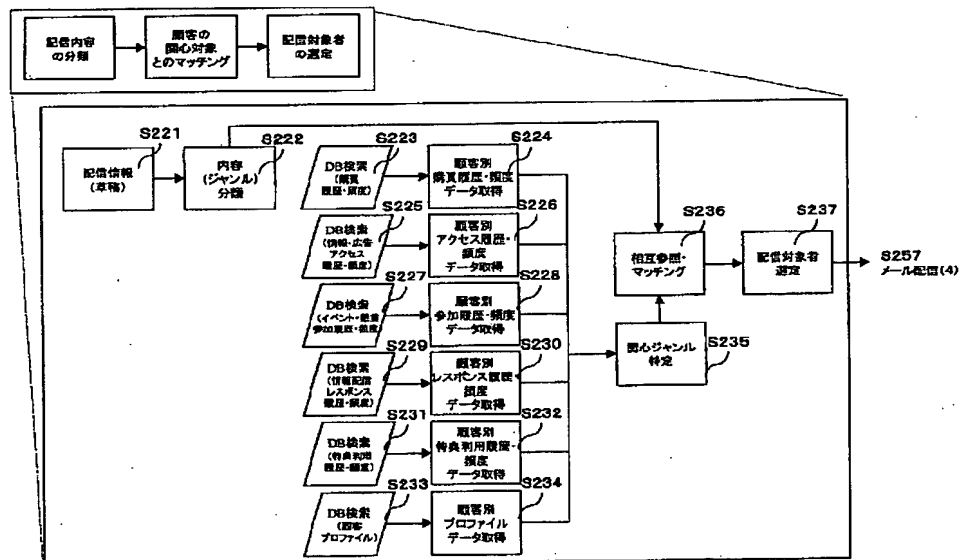 配信内容
の分類
顧客の
関心対象
とのマッチング
配信対象者
の選定
S221
配信情報
(草稿)
S222
内容
(ジャンル)
分類
S223
DB検索
(購買
履歴・頻度)
S224
顧客別
購買履歴・頻度
データ取得
S225
DB検索
(情報・広告
アクセス
履歴・頻度)
S226
顧客別
アクセス履歴・
頻度
データ取得
S227
DB検索
(イベント・
参加履歴・頻度)
S228
顧客別
参加履歴・頻度
データ取得
S229
DB検索
(情報配信
レスポンス
履歴・頻度)
S230
顧客別
レスポンス履歴・
頻度
データ取得
S231
DB検索
(特典利用
履歴・頻度)
S232
顧客別
特典利用履歴・
頻度
データ取得
S233
DB検索
(顧客
プロファイル)
S234
顧客別
プロファイル
データ取得
S235
関心ジャンル
特定
S236
相互参照・
マッチング
S237
配信対象者
選定
S257
メール配信(4)